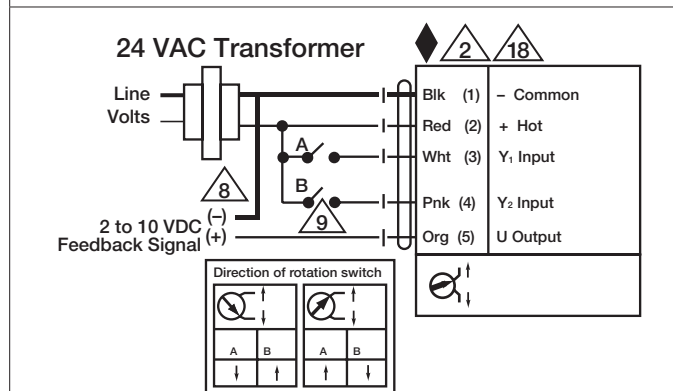 24 VAC Transformer
2 18
Line
Volts
Blk (1) – Common
Red (2) + Hot
A
Wht (3) Y₁ Input
B
Pnk (4) Y₂ Input
8
9
2 to 10 VDC (–)
Feedback Signal (+)
Org (5) U Output
Direction of rotation switch
A B A B